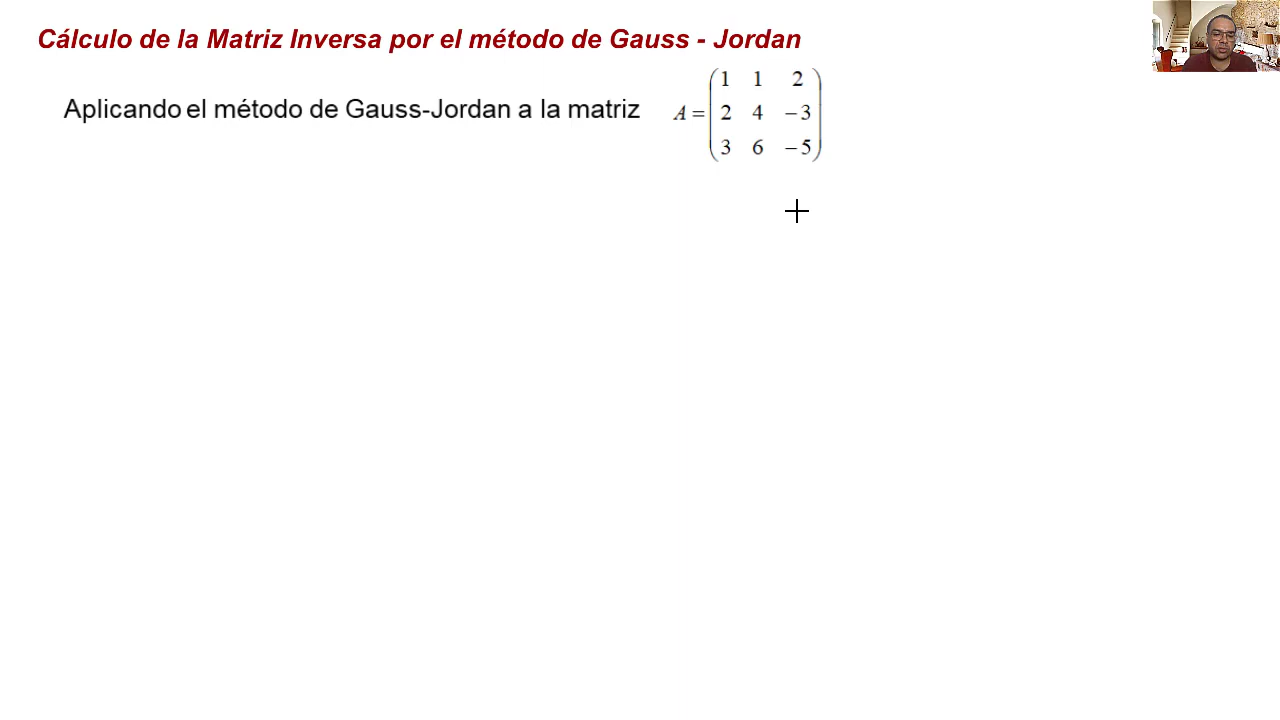 Cálculo de la Matriz Inversa por el método de Gauss - Jordan
Aplicando el método de Gauss-Jordan a la matriz A = 
1 1 2
2 4 −3
3 6 −5